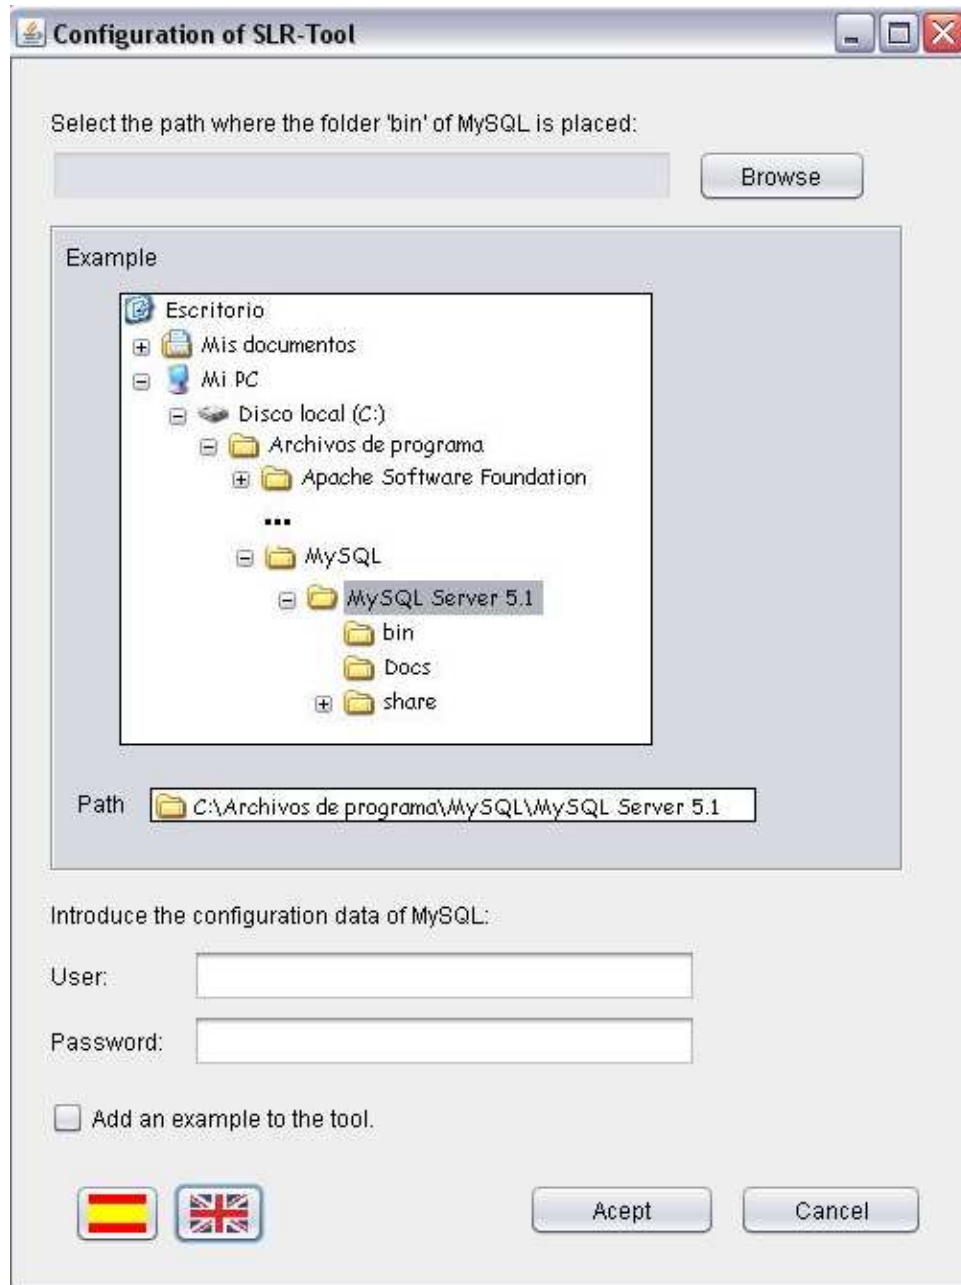 Configuration of SLR-Tool
Select the path where the folder 'bin' of MySQL is placed:
Browse
Example
Escritorio
Mis documentos
Mi PC
Disco local (C:)
Archivos de programa
Apache Software Foundation
...
MySQL
MySQL Server 5.1
bin
Docs
share
Path C:\Archivos de programa\MySQL\MySQL Server 5.1
Introduce the configuration data of MySQL:
User:
Password:
Add an example to the tool.
Acept Cancel